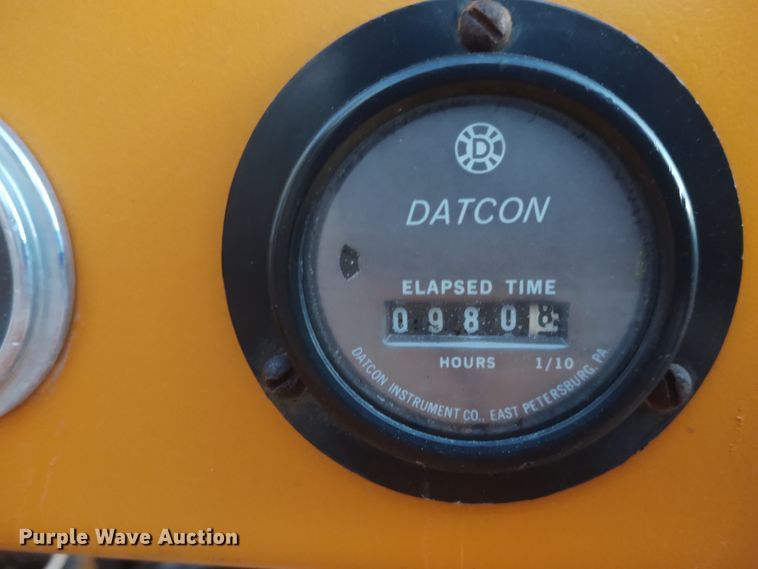 D
DATCON
ELAPSED TIME
0980
HOURS 1/10
DATCON INSTRUMENT CO., EAST PETERSBURG, PA
Purple Wave Auction